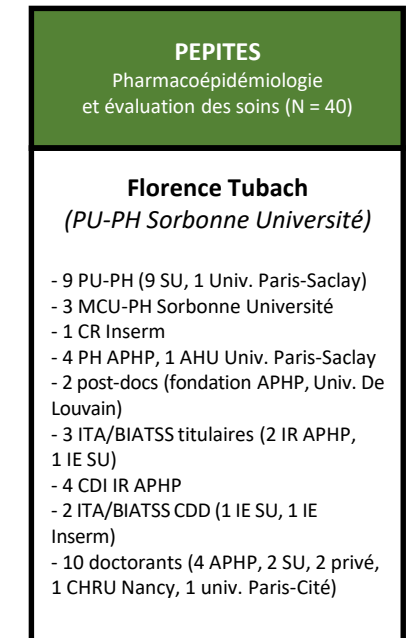 PEPITES
Pharmacoépidémiologie
et évaluation des soins (N = 40)
Florence Tubach
(PU-PH Sorbonne Université)
- 9 PU-PH (9 SU, 1 Univ. Paris-Saclay)
- 3 MCU-PH Sorbonne Université
- 1 CR Inserm
- 4 PH APHP, 1 AHU Univ. Paris-Saclay
- 2 post-docs (fondation APHP, Univ. De
Louvain)
- 3 ITA/BIATSS titulaires (2 IR APHP,
1 IE SU)
- 4 CDI IR APHP
- 2 ITA/BIATSS CDD (1 IE SU, 1 IE
Inserm)
- 10 doctorants (4 APHP, 2 SU, 2 privé,
1 CHRU Nancy, 1 univ. Paris-Cité)